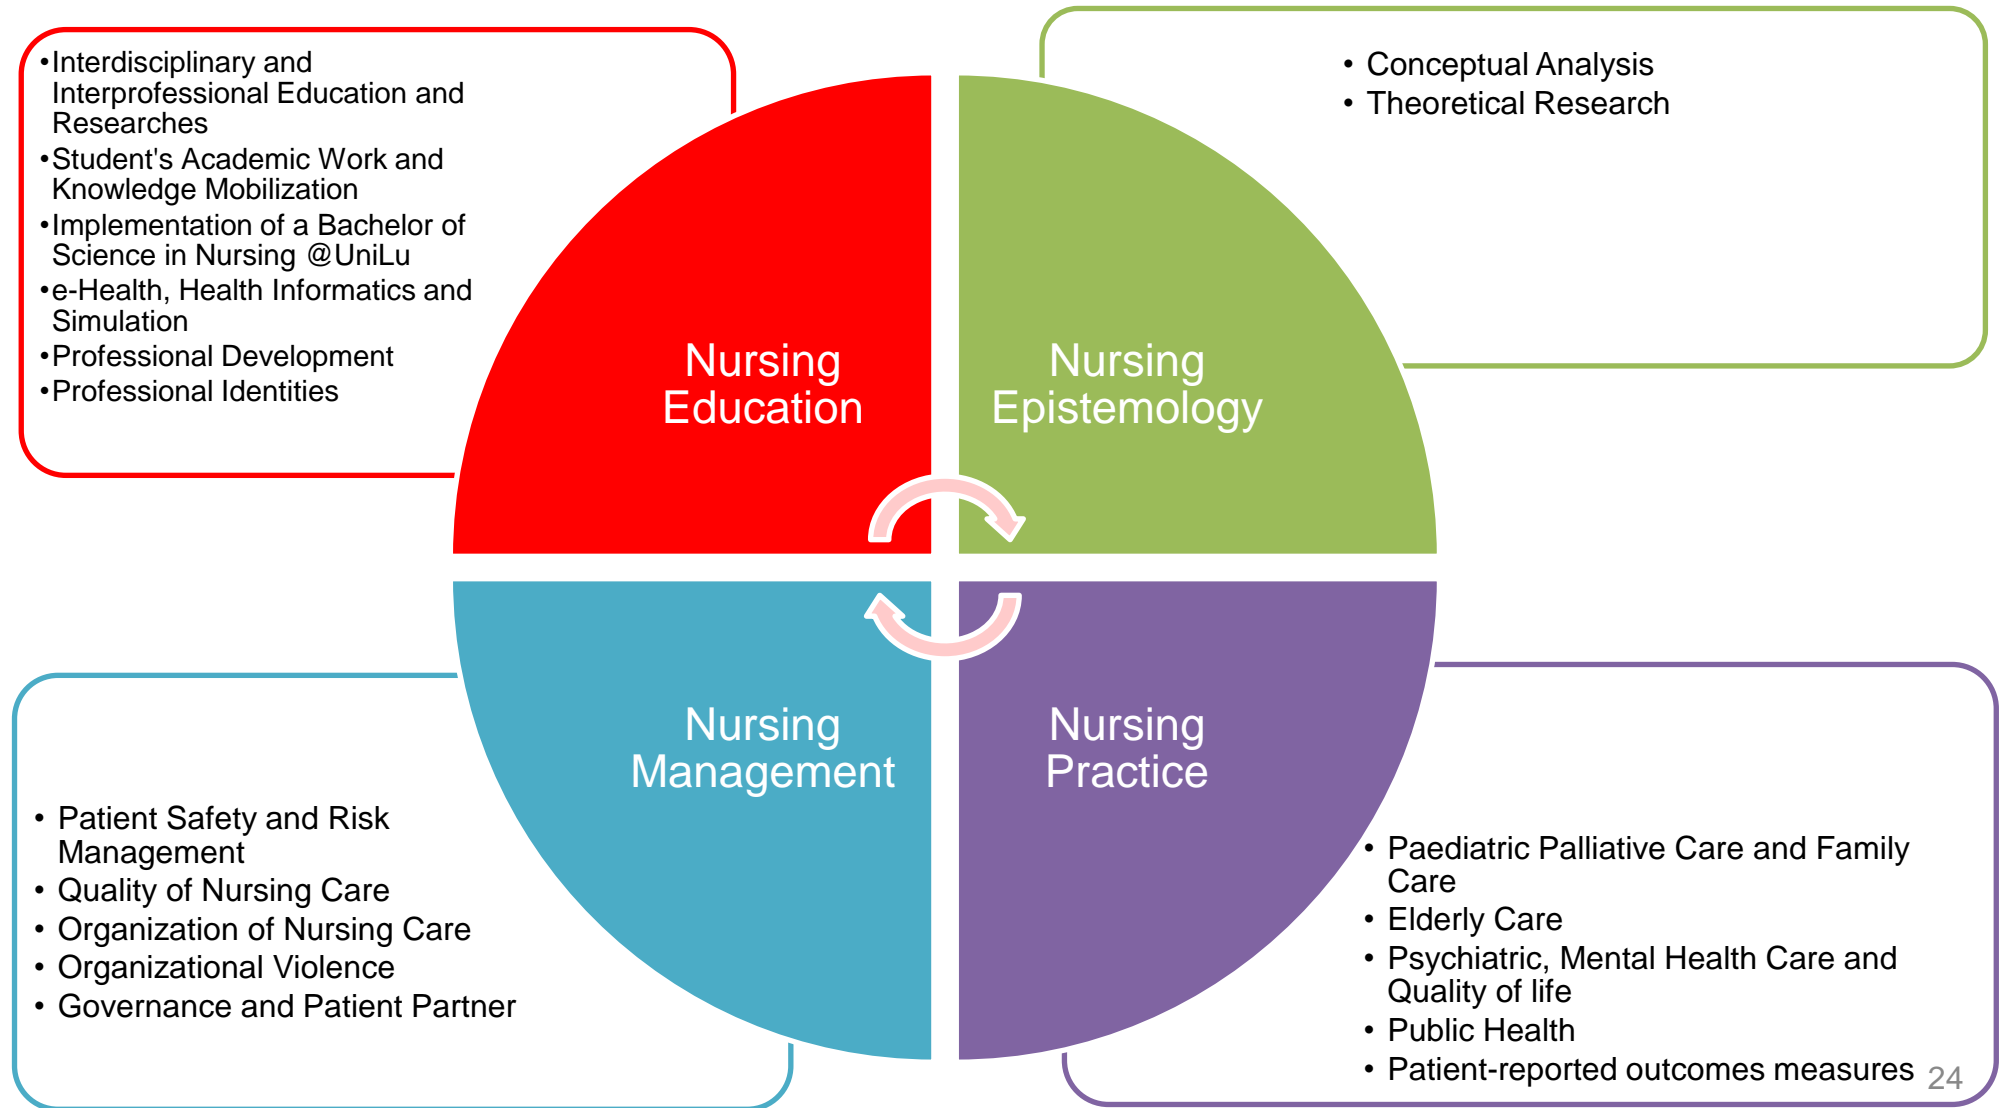 •Interdisciplinary and
Interprofessional Education and
Researches
•Student's Academic Work and
Knowledge Mobilization
•Implementation of a Bachelor of
Science in Nursing @UniLu
•e-Health, Health Informatics and
Simulation
•Professional Development
•Professional Identities
• Conceptual Analysis
• Theoretical Research
Nursing
Education
Nursing
Epistemology
Nursing
Management
Nursing
Practice
• Patient Safety and Risk
Management
• Quality of Nursing Care
• Organization of Nursing Care
• Organizational Violence
• Governance and Patient Partner
• Paediatric Palliative Care and Family
Care
• Elderly Care
• Psychiatric, Mental Health Care and
Quality of life
• Public Health
• Patient-reported outcomes measures
24